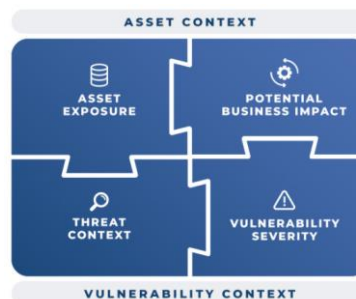 ASSET CONTEXT
ASSET
EXPOSURE
POTENTIAL
BUSINESS IMPACT
THREAT
CONTEXT
VULNERABILITY
SEVERITY
VULNERABILITY CONTEXT